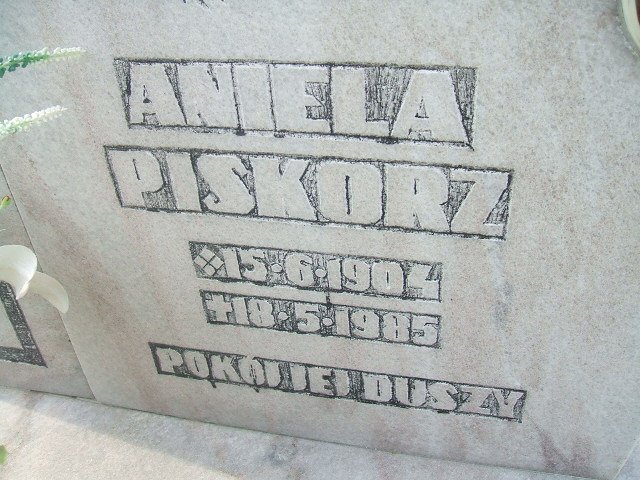 ANIELA
PISKORZ
15·6·1904
✝18·5·1985
POKÓJ JEJ DUSZY